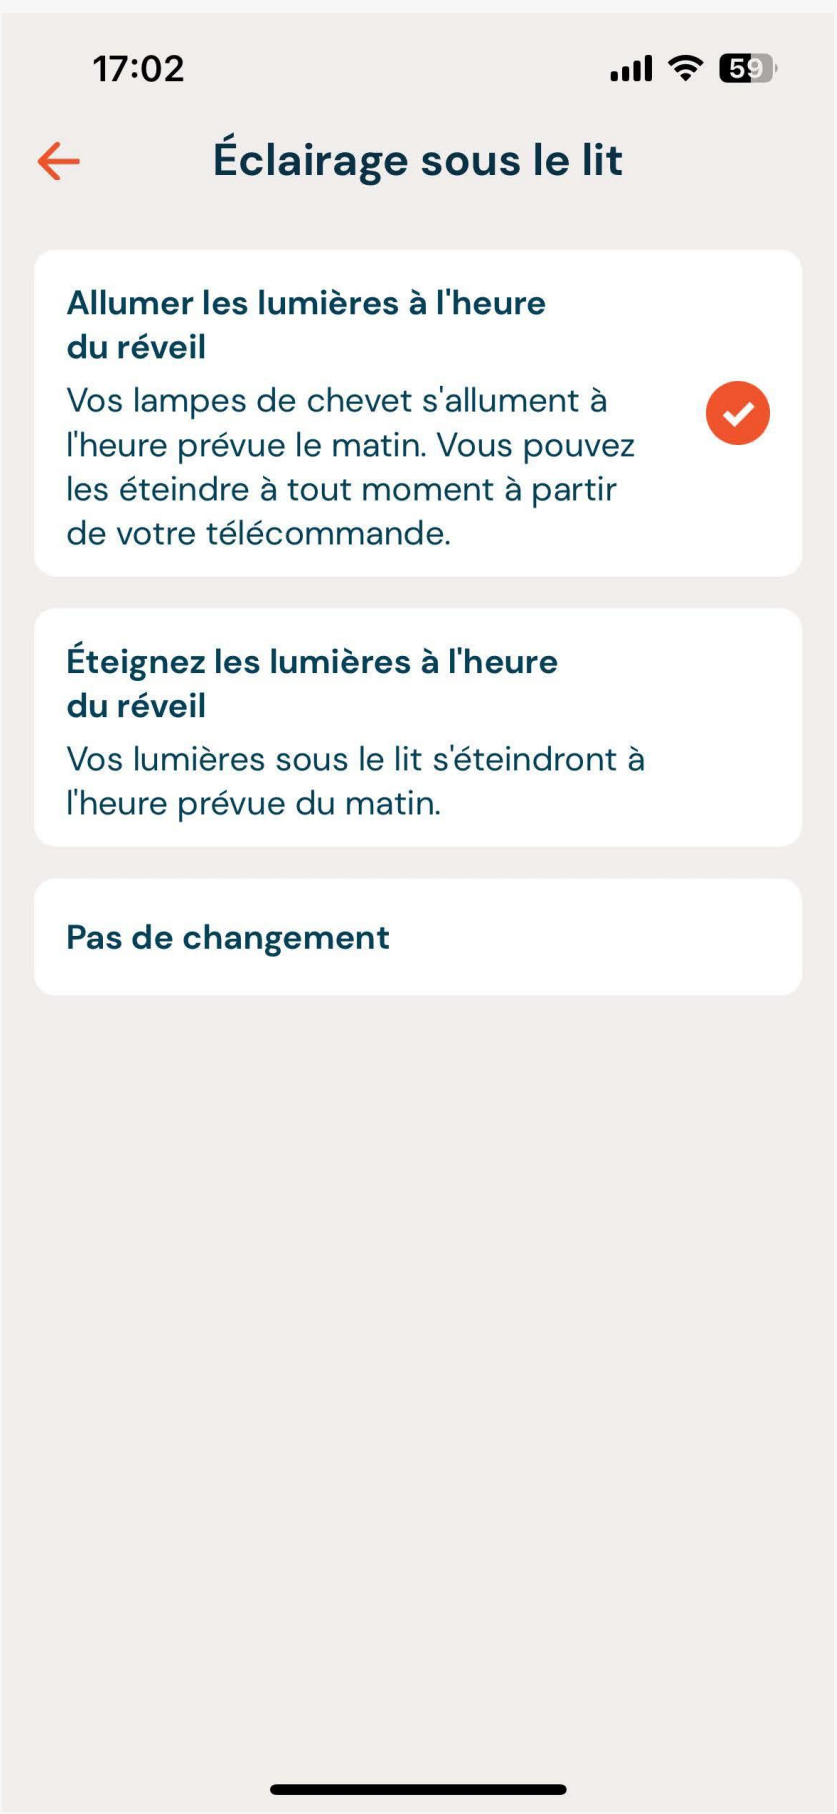 17:02
59
Éclairage sous le lit
Allumer les lumières à l'heure
du réveil
Vos lampes de chevet s'allument à
l'heure prévue le matin. Vous pouvez
les éteindre à tout moment à partir
de votre télécommande.
Éteignez les lumières à l'heure
du réveil
Vos lumières sous le lit s'éteindront à
l'heure prévue du matin.
Pas de changement